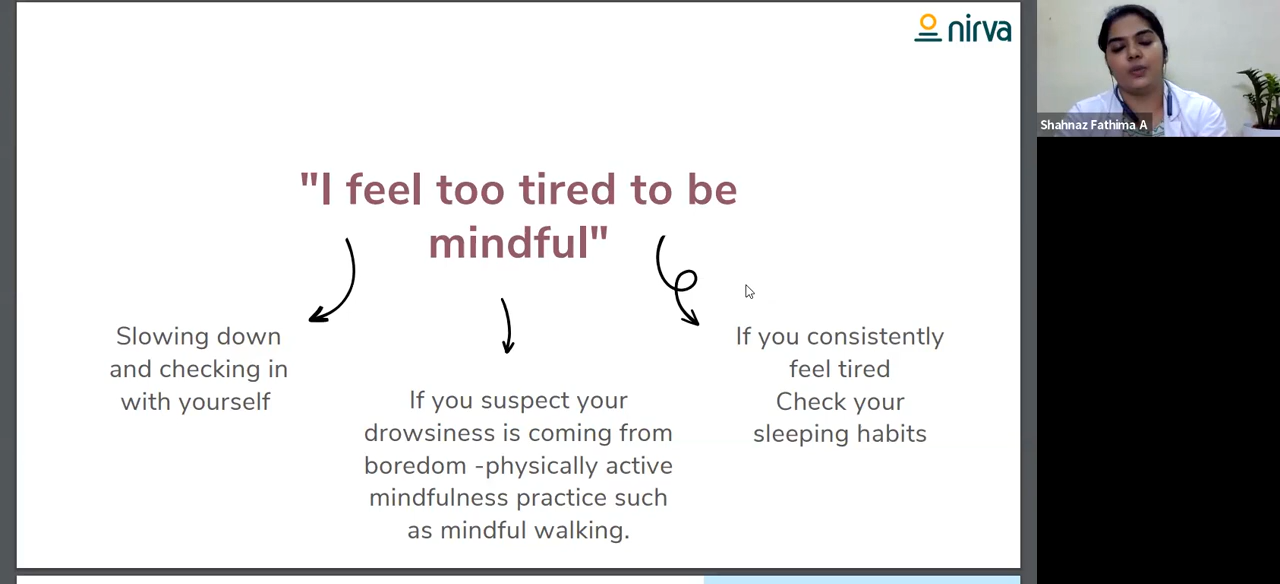 nirva
Shahnaz Fathima A
"I feel too tired to be
mindful"
Slowing down
and checking in
with yourself
If you suspect your
drowsiness is coming from
boredom -physically active
mindfulness practice such
as mindful walking.
If you consistently
feel tired
Check your
sleeping habits